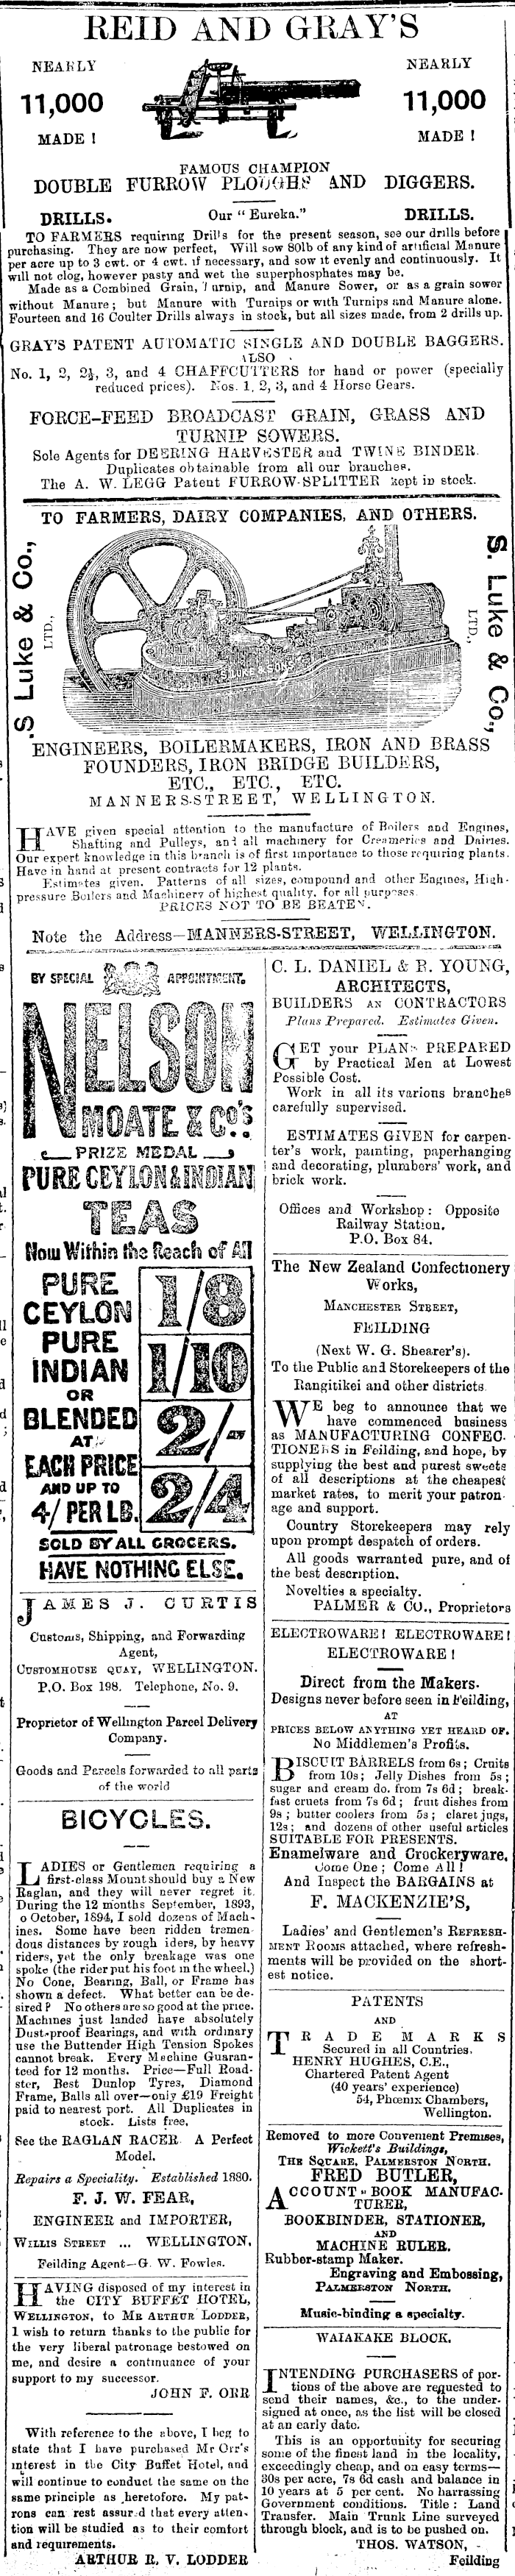 REID AND GRAY'S
NEARLY
11,000
MADE !
NEARLY
11,000
MADE !
FAMOUS CHAMPION
DOUBLE FURROW PLOUGHS AND DIGGERS.
DRILLS. Our "Eureka." DRILLS.
TO FARMERS requiring Drills for the present season, see our drills before
purchasing. They are now perfect, Will sow 80lb of any kind of artificial Manure
per acre up to 3 cwt. or 4 cwt. if necessary, and sow it evenly and continuously. It
will not clog, however pasty and wet the superphosphates may be.
Made as a Combined Grain, Turnip, and Manure Sower, or as a grain sower
without Manure; but Manure with Turnips or with Turnips and Manure alone.
Fourteen and 16 Coulter Drills always in stock, but all sizes made, from 2 drills up.
GRAY'S PATENT AUTOMATIC SINGLE AND DOUBLE BAGGERS.
ALSO
No. 1, 2, 2½, 3, and 4 CHAFFCUTTERS for hand or power (specially
reduced prices). Nos. 1, 2, 3, and 4 Horse Gears.
FORCE-FEED BROADCAST GRAIN, GRASS AND
TURNIP SOWERS.
Sole Agents for DEERING HARVESTER and TWINE BINDER.
Duplicates obtainable from all our branches.
The A. W. LEGG Patent FURROW-SPLITTER kept in stock.
TO FARMERS, DAIRY COMPANIES, AND OTHERS.
.S Luke & Co.,
LTD.,
S. LUKE & SONS
S. Luke & Co.,
LTD.,
ENGINEERS, BOILERMAKERS, IRON AND BRASS
FOUNDERS, IRON BRIDGE BUILDERS,
ETC., ETC., ETC.
MANNERS-STREET, WELLINGTON.
HAVE given special attention to the manufacture of Boilers and Engines,
Shafting and Pulleys, and all machinery for Creameries and Dairies.
Our expert knowledge in this branch is of first importance to those requring plants.
Have in hand at present contracts for 12 plants.
Estimates given. Patterns of all sizes, compound and other Engines, High-
pressure Boilers and Machinery of highest quality, for all purposes.
PRICES NOT TO BE BEATEN.
Note the Address—MANNERS-STREET, WELLINGTON.
BY SPECIAL APPOINTMENT.
NELSON
MOATE & Co.'s
PRIZE MEDAL
PURE CEYLON & INDIAN
TEAS
Now Within the Reach of All
PURE
CEYLON
PURE
INDIAN
OR
BLENDED
AT
EACH PRICE
AND UP TO
4/ PER LB.
1/8
1/10
2/-
2/4
SOLD BY ALL GROCERS.
HAVE NOTHING ELSE.
JAMES J. CURTIS
Customs, Shipping, and Forwarding
Agent,
CUSTOMHOUSE QUAY, WELLINGTON.
P.O. Box 198. Telephone, No. 9.
Proprietor of Wellington Parcel Delivery
Company.
Goods and Parcels forwarded to all parts
of the world
BICYCLES.
LADIES or Gentlemen requiring a
first-class Mount should buy a New
Raglan, and they will never regret it.
During the 12 months September, 1893,
o October, 1894, I sold dozens of Mach-
ines. Some have been ridden tremen-
dous distances by rough iders, by heavy
riders, yet the only breakage was one
spoke (the rider put his foot in the wheel.)
No Cone, Bearing, Ball, or Frame has
shown a defect. What better can be de-
sired? No others are so good at the price.
Machines just landed have absolutely
Dust-proof Bearings, and with ordinary
use the Buttender High Tension Spokes
cannot break. Every Machine Guaran-
teed for 12 months. Price—Full Road-
ster, Best Dunlop Tyres, Diamond
Frame, Balls all over—only £19 Freight
paid to nearest port. All Duplicates in
stock. Lists free.
See the RAGLAN RACER A Perfect
Model.
Repairs a Speciality. Established 1880.
F. J. W. FEAR,
ENGINEER and IMPORTER,
WILLIS STREET ... WELLINGTON.
Feilding Agent—G. W. Fowles.
HAVING disposed of my interest in
the CITY BUFFET HOTEL,
WELLINGTON, to MR ARTHUR LODDER,
I wish to return thanks to the public for
the very liberal patronage bestowed on
me, and desire a continuance of your
support to my successor.
JOHN F. ORR
With reference to the above, I beg to
state that I have purchased Mr Orr's
interest in the City Buffet Hotel, and
will continue to conduct the same on the
same principle as heretofore. My pat-
rons can rest assured that every atten-
tion will be studied as to their comfort
and requirements.
ARTHUR R. V. LODDER
C. L. DANIEL & R. YOUNG,
ARCHITECTS,
BUILDERS AN CONTRACTORS
Plans Prepared. Estimates Given.
GET your PLANS PREPARED
by Practical Men at Lowest
Possible Cost.
Work in all its various branches
carefully supervised.
ESTIMATES GIVEN for carpen-
ter's work, painting, paperhanging
and decorating, plumbers' work, and
brick work.
Offices and Workshop: Opposite
Railway Station.
P.O. Box 84.
The New Zealand Confectionery
Works,
MANCHESTER STREET,
FEILDING
(Next W. G. Shearer's).
To the Public and Storekeepers of the
Rangitikei and other districts
WE beg to announce that we
have commenced business
as MANUFACTURING CONFEC-
TIONERS in Feilding, and hope, by
supplying the best and purest sweets
of all descriptions at the cheapest
market rates, to merit your patron-
age and support.
Country Storekeepers may rely
upon prompt despatch of orders.
All goods warranted pure, and of
the best description.
Novelties a specialty.
PALMER & CO., Proprietors
ELECTROWARE! ELECTROWARE!
ELECTROWARE!
Direct from the Makers.
Designs never before seen in Feilding,
AT
PRICES BELOW ANYTHING YET HEARD OF.
No Middlemen's Profits.
BISCUIT BARRELS from 6s; Cruits
from 10s; Jelly Dishes from 5s;
sugar and cream do. from 7s 6d; break-
fast cruets from 7s 6d; fruit dishes from
9s; butter coolers from 5s; claret jugs,
12s; and dozens of other useful articles
SUITABLE FOR PRESENTS.
Enamelware and Crockeryware.
Come One; Come All!
And Inspect the BARGAINS at
F. MACKENZIE'S,
Ladies' and Gentlemen's REFRESH-
MENT ROOMS attached, where refresh-
ments will be provided on the short-
est notice.
PATENTS
AND
TRADE MARKS
Secured in all Countries.
HENRY HUGHES, C.E.,
Chartered Patent Agent
(40 years' experience)
54, Phœnix Chambers,
Wellington.
Removed to more Convenient Premises,
Wickett's Buildings,
THE SQUARE, PALMERSTON NORTH.
FRED BUTLER,
ACCOUNT-BOOK MANUFAC-
TURER,
BOOKBINDER, STATIONER,
AND
MACHINE RULER.
Rubber-stamp Maker.
Engraving and Embossing,
PALMERSTON NORTH.
Music-binding a specialty.
WAIAKAKE BLOCK.
INTENDING PURCHASERS of por-
tions of the above are requested to
send their names, &c., to the under-
signed at once, as the list will be closed
at an early date.
This is an opportunity for securing
some of the finest land in the locality,
exceedingly cheap, and on easy terms—
30s per acre, 7s 6d cash and balance in
10 years at 5 per cent. No harrassing
Government conditions. Title: Land
Transfer. Main Trunk Line surveyed
through block, and is to be pushed on.
THOS. WATSON,
Feilding